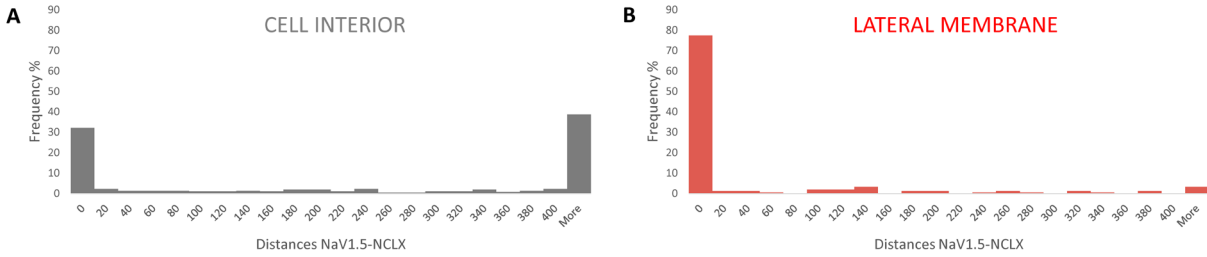 A
CELL INTERIOR
Frequency %
90
80
70
60
50
40
30
20
10
0
0 20 40 60 80 100 120 140 160 180 200 220 240 260 280 300 320 340 360 380 400 More
Distances NaV1.5-NCLX
B
LATERAL MEMBRANE
Frequency %
90
80
70
60
50
40
30
20
10
0
0 20 40 60 80 100 120 140 160 180 200 220 240 260 280 300 320 340 360 380 400 More
Distances NaV1.5-NCLX